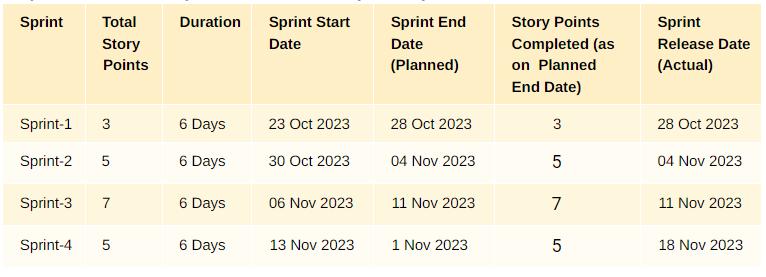 Sprint Total Story Points Duration Sprint Start Date Sprint End Date (Planned) Story Points Completed (as on Planned End Date) Sprint Release Date (Actual)
Sprint-1 3 6 Days 23 Oct 2023 28 Oct 2023 3 28 Oct 2023
Sprint-2 5 6 Days 30 Oct 2023 04 Nov 2023 5 04 Nov 2023
Sprint-3 7 6 Days 06 Nov 2023 11 Nov 2023 7 11 Nov 2023
Sprint-4 5 6 Days 13 Nov 2023 1 Nov 2023 5 18 Nov 2023